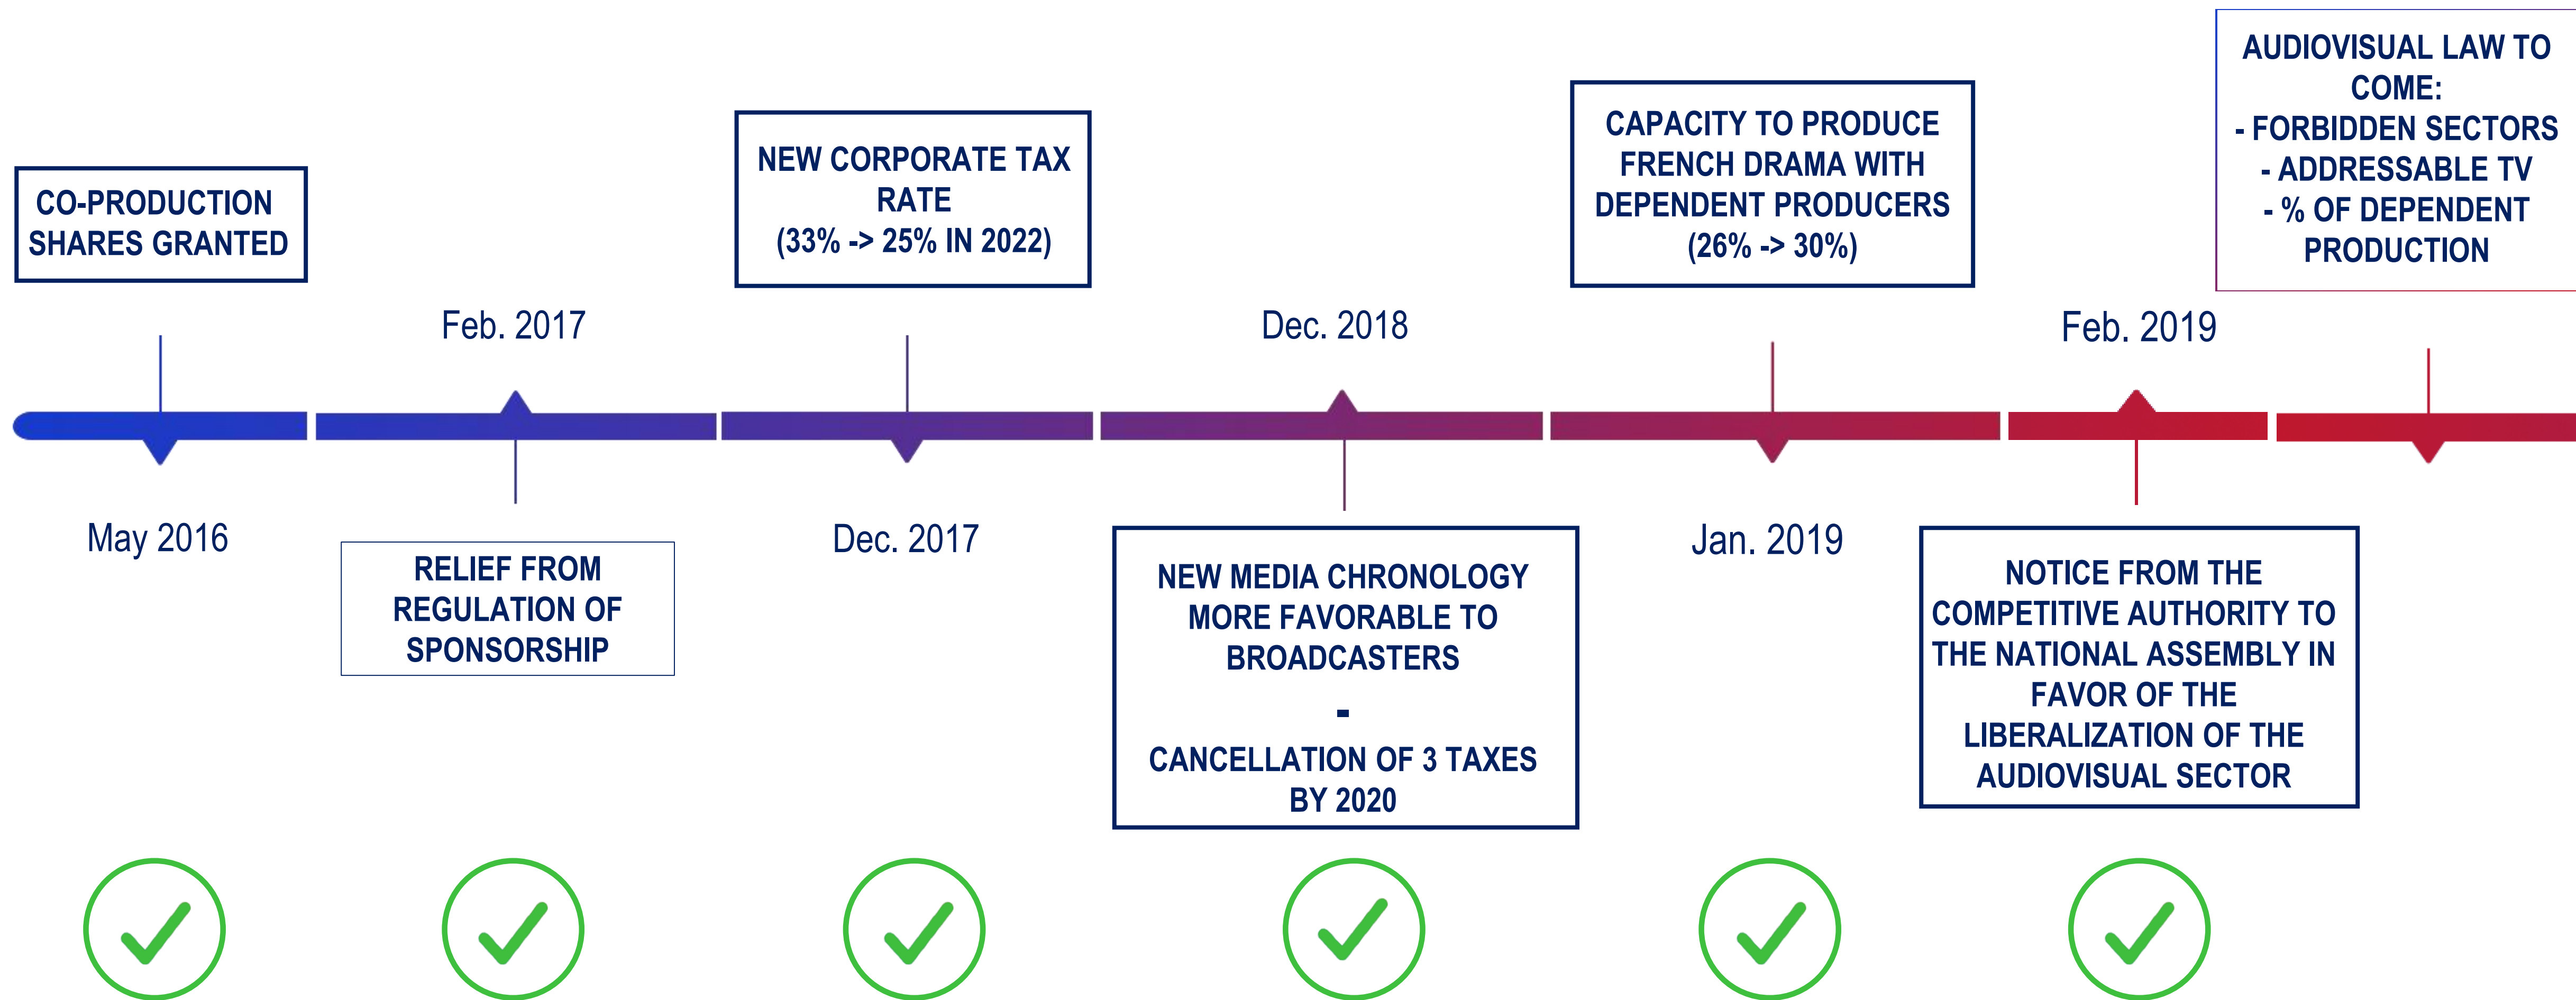 CO-PRODUCTION
SHARES GRANTED
May 2016
Feb. 2017
RELIEF FROM
REGULATION OF
SPONSORSHIP
NEW CORPORATE TAX
RATE
(33% -> 25% IN 2022)
Dec. 2017
Dec. 2018
NEW MEDIA CHRONOLOGY
MORE FAVORABLE TO
BROADCASTERS
-
CANCELLATION OF 3 TAXES
BY 2020
CAPACITY TO PRODUCE
FRENCH DRAMA WITH
DEPENDENT PRODUCERS
(26% -> 30%)
Jan. 2019
Feb. 2019
NOTICE FROM THE
COMPETITIVE AUTHORITY TO
THE NATIONAL ASSEMBLY IN
FAVOR OF THE
LIBERALIZATION OF THE
AUDIOVISUAL SECTOR
AUDIOVISUAL LAW TO
COME:
- FORBIDDEN SECTORS
- ADDRESSABLE TV
- % OF DEPENDENT
PRODUCTION